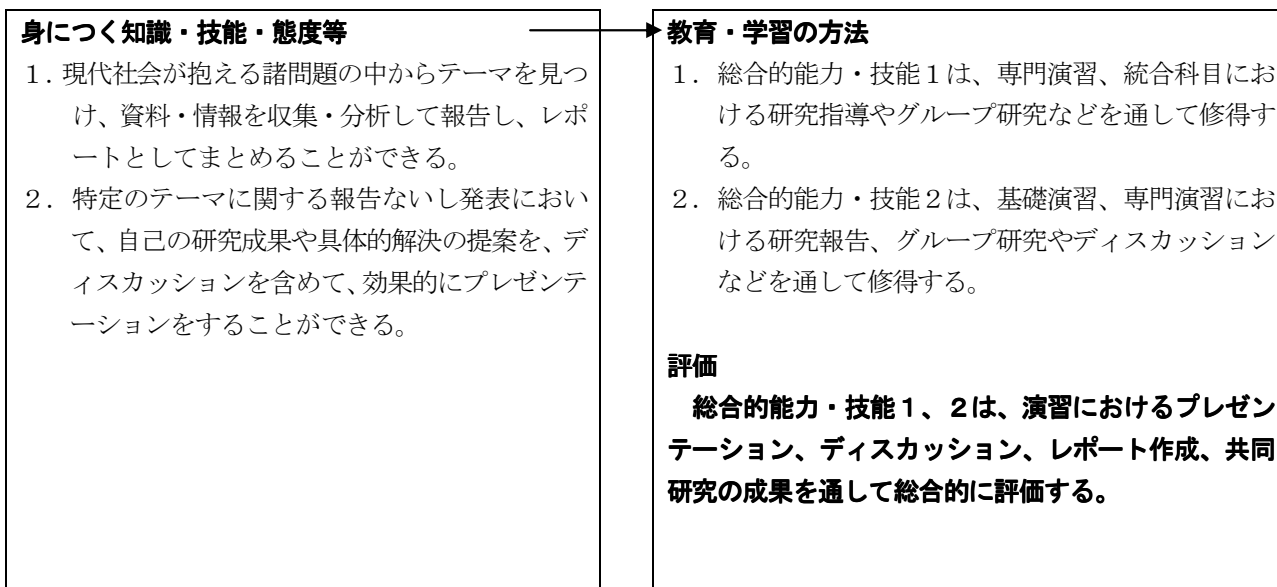 身につく知識・技能・態度等
1. 現代社会が抱える諸問題の中からテーマを見つ
け、資料・情報を収集・分析して報告し、レポ
ートとしてまとめることができる。
2. 特定のテーマに関する報告ないし発表におい
て、自己の研究成果や具体的解決の提案を、デ
ィスカッションを含めて、効果的にプレゼンテ
ーションをすることができる。
教育・学習の方法
1. 総合的能力・技能1は、専門演習、統合科目にお
ける研究指導やグループ研究などを通して修得す
る。
2. 総合的能力・技能2は、基礎演習、専門演習にお
ける研究報告、グループ研究やディスカッション
などを通して修得する。
評価
総合的能力・技能1、2は、演習におけるプレゼン
テーション、ディスカッション、レポート作成、共同
研究の成果を通して総合的に評価する。